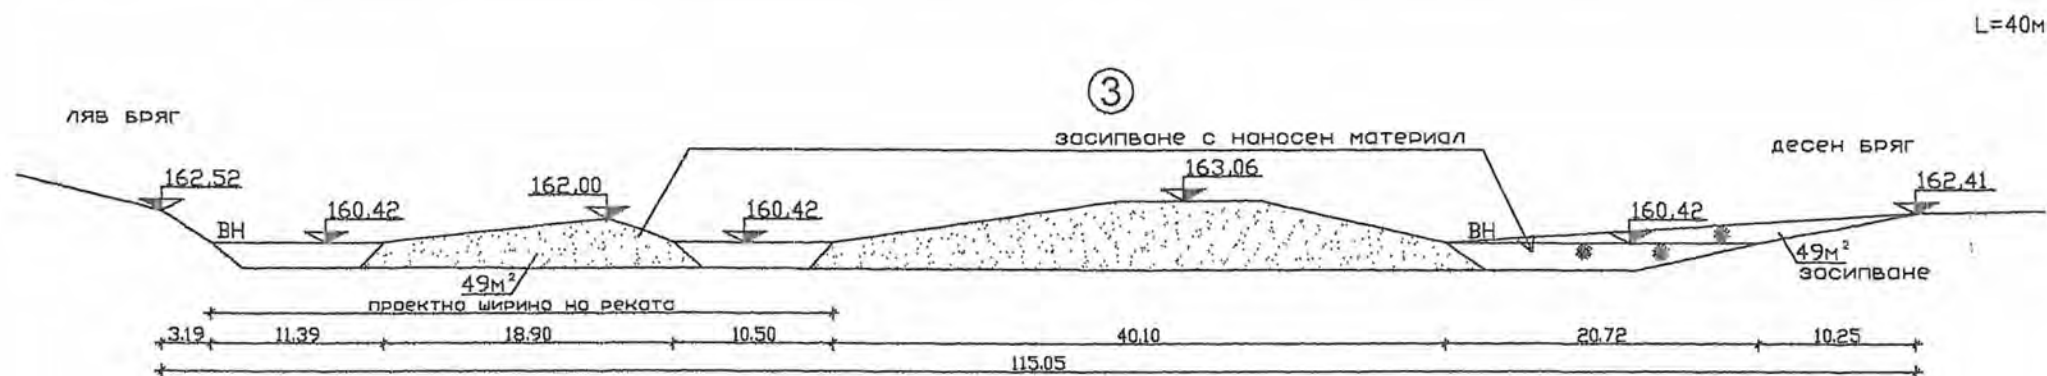 L=40м
3
ляв бряг
засипване с наносен материал
десен бряг
162.52
162.00
163.06
162.41
160.42
160.42
160.42
ВН
ВН
49м²
49м²
засипване
проектна ширина на реката
3.19
11.39
18.90
10.50
40.10
20.72
10.25
115.05